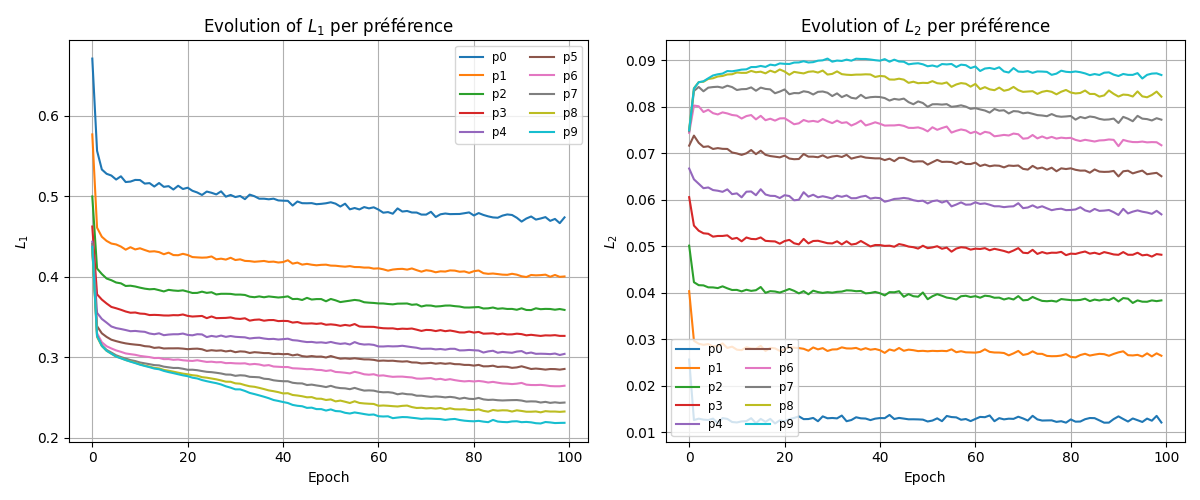 Evolution of L₁ per préférence
L₁
0.6
0.5
0.4
0.3
0.2
0 20 40 60 80 100
Epoch
p0 p5
p1 p6
p2 p7
p3 p8
p4 p9
Evolution of L₂ per préférence
L₂
0.09
0.08
0.07
0.06
0.05
0.04
0.03
0.02
0.01
0 20 40 60 80 100
Epoch
p0 p5
p1 p6
p2 p7
p3 p8
p4 p9